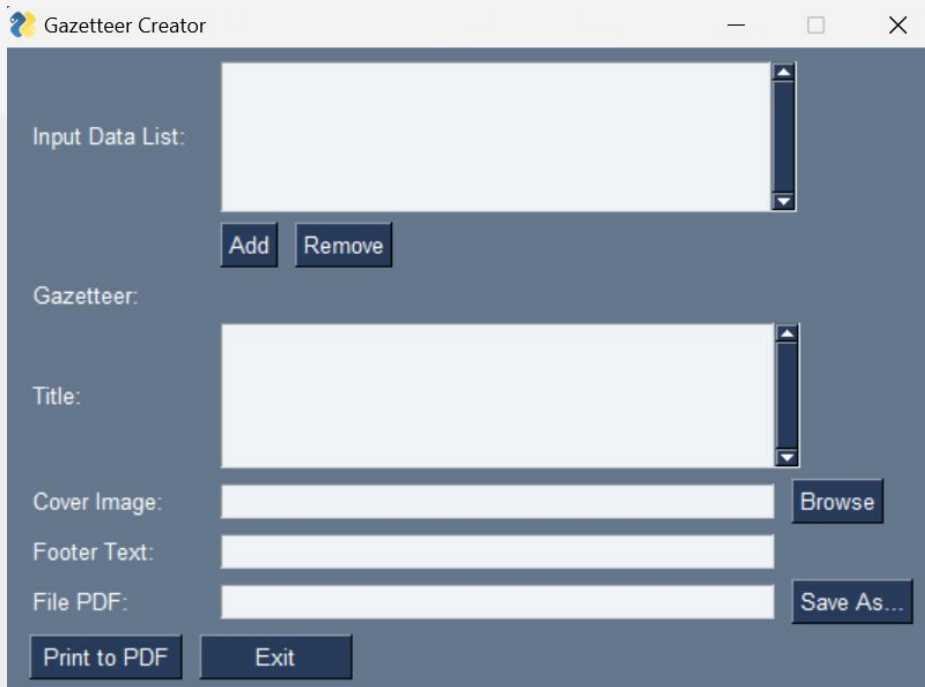 Gazetteer Creator
Input Data List:
Add Remove
Gazetteer:
Title:
Cover Image: Browse
Footer Text:
File PDF: Save As...
Print to PDF Exit